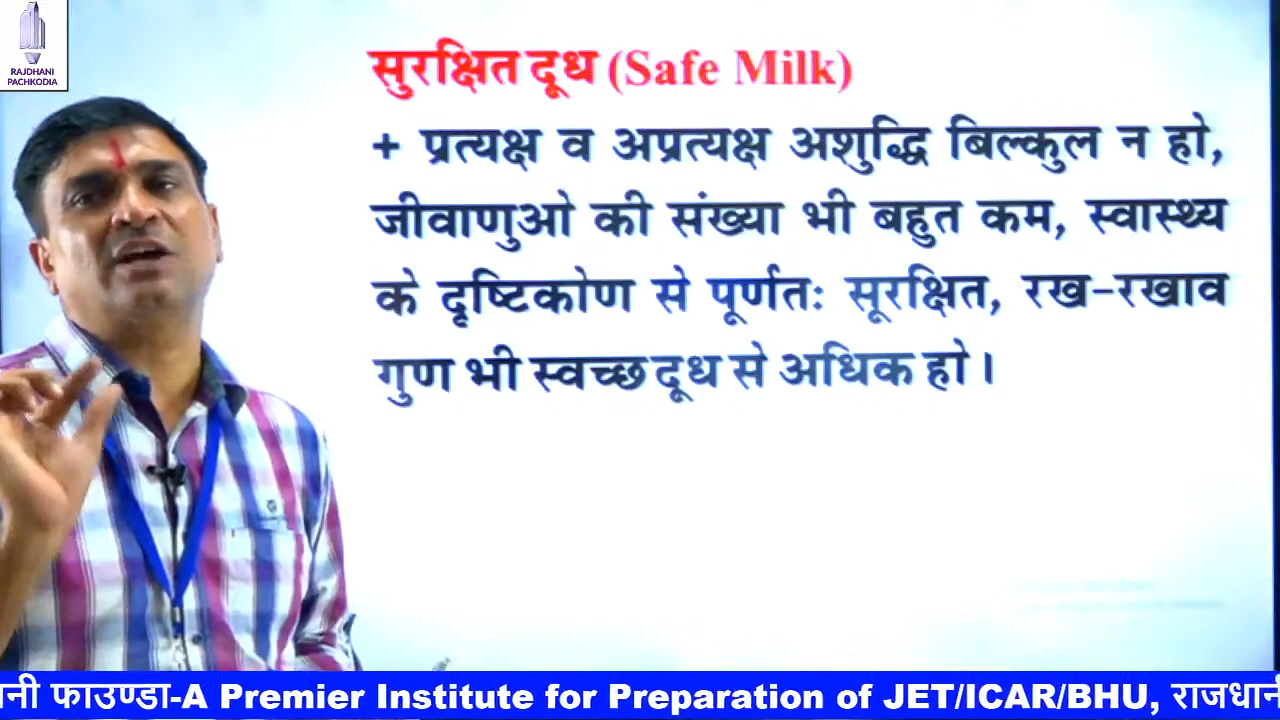 RAJDHANI
PACHKODIA
सुरक्षित दूध (Safe Milk)
+ प्रत्यक्ष व अप्रत्यक्ष अशुद्धि बिल्कुल न हो,
जीवाणुओ की संख्या भी बहुत कम, स्वास्थ्य
के दृष्टिकोण से पूर्णतः सूरक्षित, रख-रखाव
गुण भी स्वच्छ दूध से अधिक हो।
नी फाउण्डा-A Premier Institute for Preparation of JET/ICAR/BHU, राजधानी